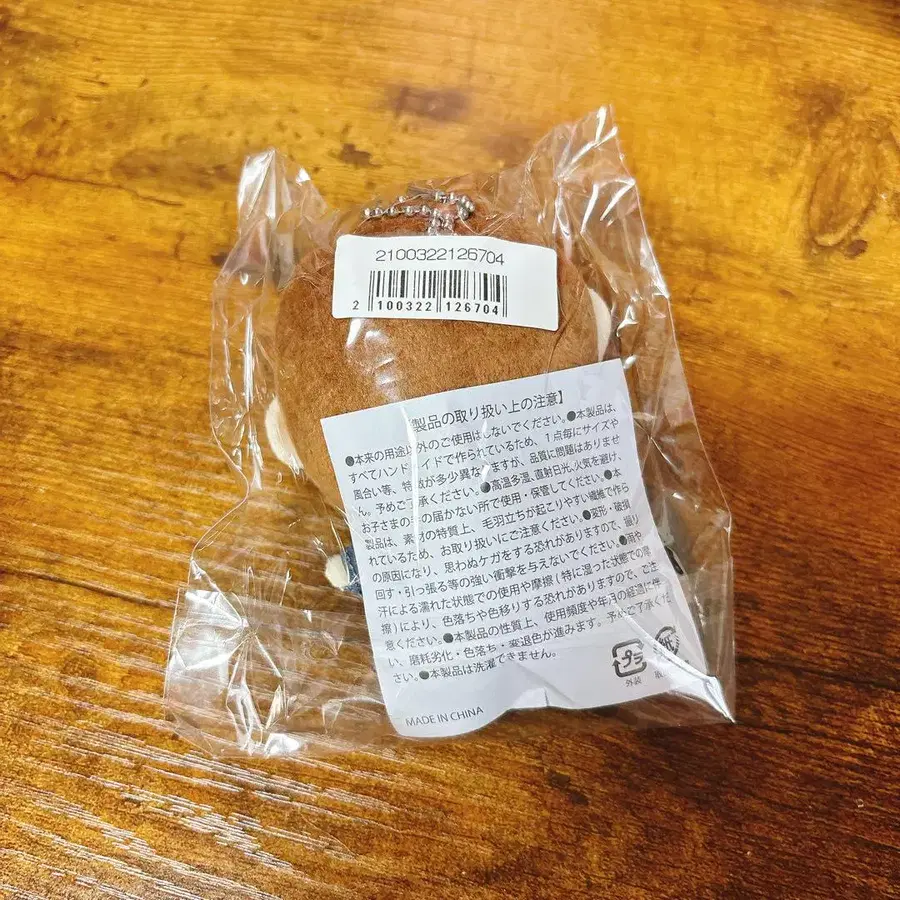 2100322126704
2 100322 126704
製品の取り扱い上の注意】
●本来の用途以外のご使用はしないでください。●本製品は、
すべてハンドメイドで作られているため、1点毎にサイズや
風合い等、特徴が多少異なりますが、品質に問題はありませ
ん。予めご了承ください。●高温多湿、直射日光、火気を避け、
お子さまの手の届かない所で使用・保管してください。●本
製品は、素材の特質上、毛羽立ちが起こりやすい繊維で作ら
れているため、お取り扱いにご注意ください。●変形・破損
の原因になり、思わぬケガをする恐れがありますので、振り
回す・引っ張る等の強い衝撃を与えないでください。●雨や
汗による濡れた状態での使用や摩擦(特に湿った状態での摩
擦)により、色落ちや色移りする恐れがありますので、ご注
意ください。●本製品の性質上、使用頻度や年月の経過に伴
い、磨耗劣化・色落ち・変退色が進みます。予めご了承くだ
さい。●本製品は洗濯できません。
プラ 紙
外装
MADE IN CHINA